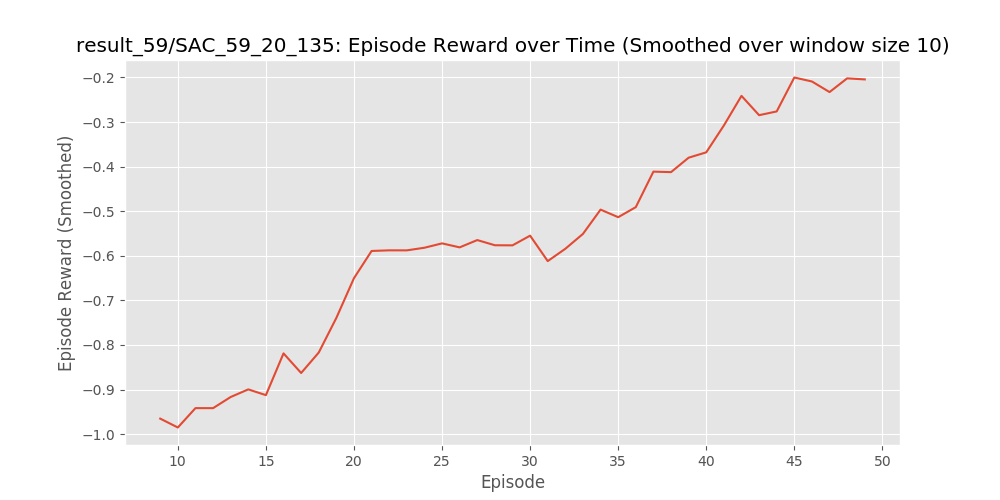 result_59/SAC_59_20_135: Episode Reward over Time (Smoothed over window size 10)
Episode Reward (Smoothed)
−0.2
−0.3
−0.4
−0.5
−0.6
−0.7
−0.8
−0.9
−1.0
10 15 20 25 30 35 40 45 50
Episode